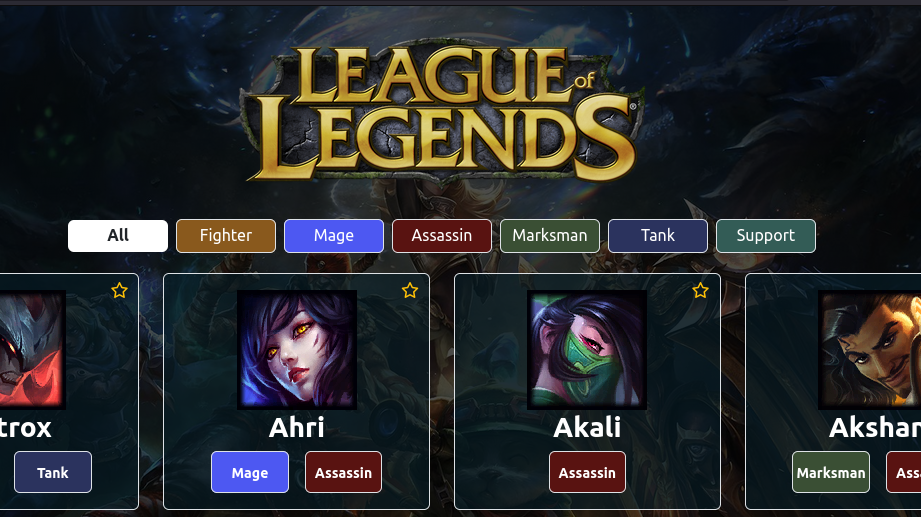 LEAGUE of
LEGENDS®
All Fighter Mage Assassin Marksman Tank Support
trox Ahri Akali Akshan
Tank Mage Assassin Assassin Marksman Assa